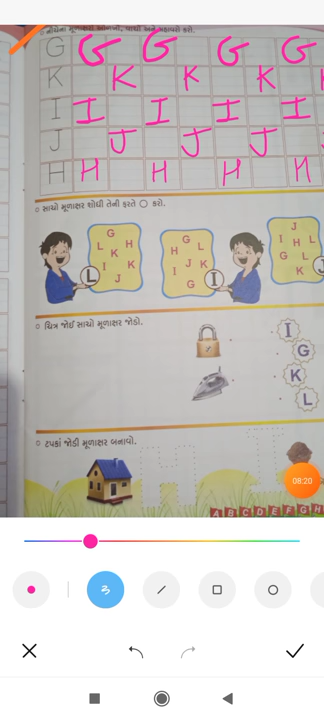 G G G G G
K K K K
I I I I I
J J J J
H H H H H
○ સાચો મૂળાક્ષર શોધી તેની ફરતે ○ કરો.
G
L H
K
I K
J
L
G
H L
J K
I
G
I
J
I H L
G L
K
J
○ ચિત્ર જોઈ સાચો મૂળાક્ષર જોડો.
I
G
K
L
○ ટપકાં જોડી મૂળાક્ષર બનાવો.
H I
08:20
A B C D E F G H